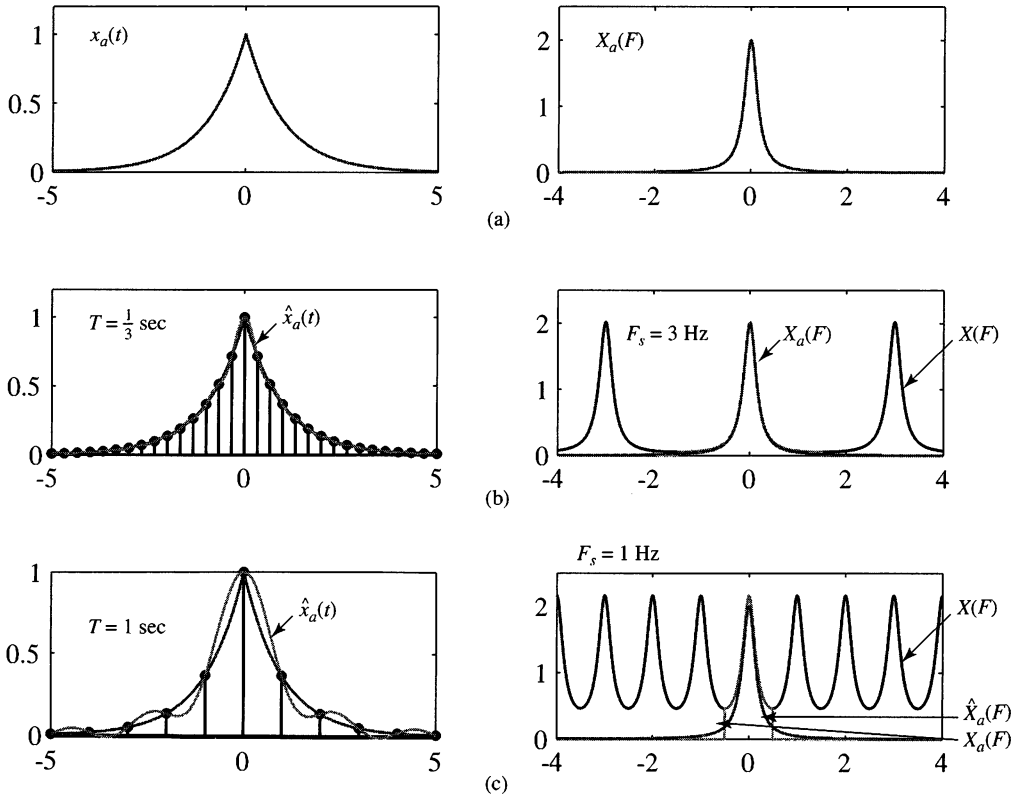 x_a(t)
1
0.5
0
-5 0 5
X_a(F)
2
1
0
-4 -2 0 2 4
(a)
T = 1/3 sec
x̂_a(t)
1
0.5
0
-5 0 5
F_s = 3 Hz
X_a(F)
X(F)
2
1
0
-4 -2 0 2 4
(b)
T = 1 sec
x̂_a(t)
1
0.5
0
-5 0 5
F_s = 1 Hz
X(F)
X̂_a(F)
X_a(F)
2
1
0
-4 -2 0 2 4
(c)